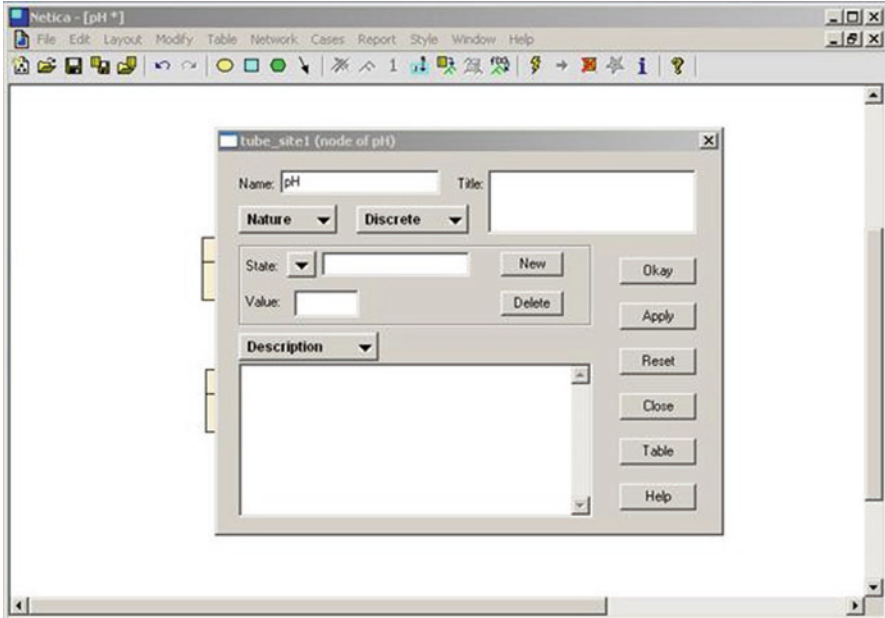 Netica - [pH *]
File Edit Layout Modify Table Network Cases Report Style Window Help
1
tube_site1 (node of pH)
Name: pH
Title:
Nature
Discrete
State:
New
Value:
Delete
Description
Okay
Apply
Reset
Close
Table
Help